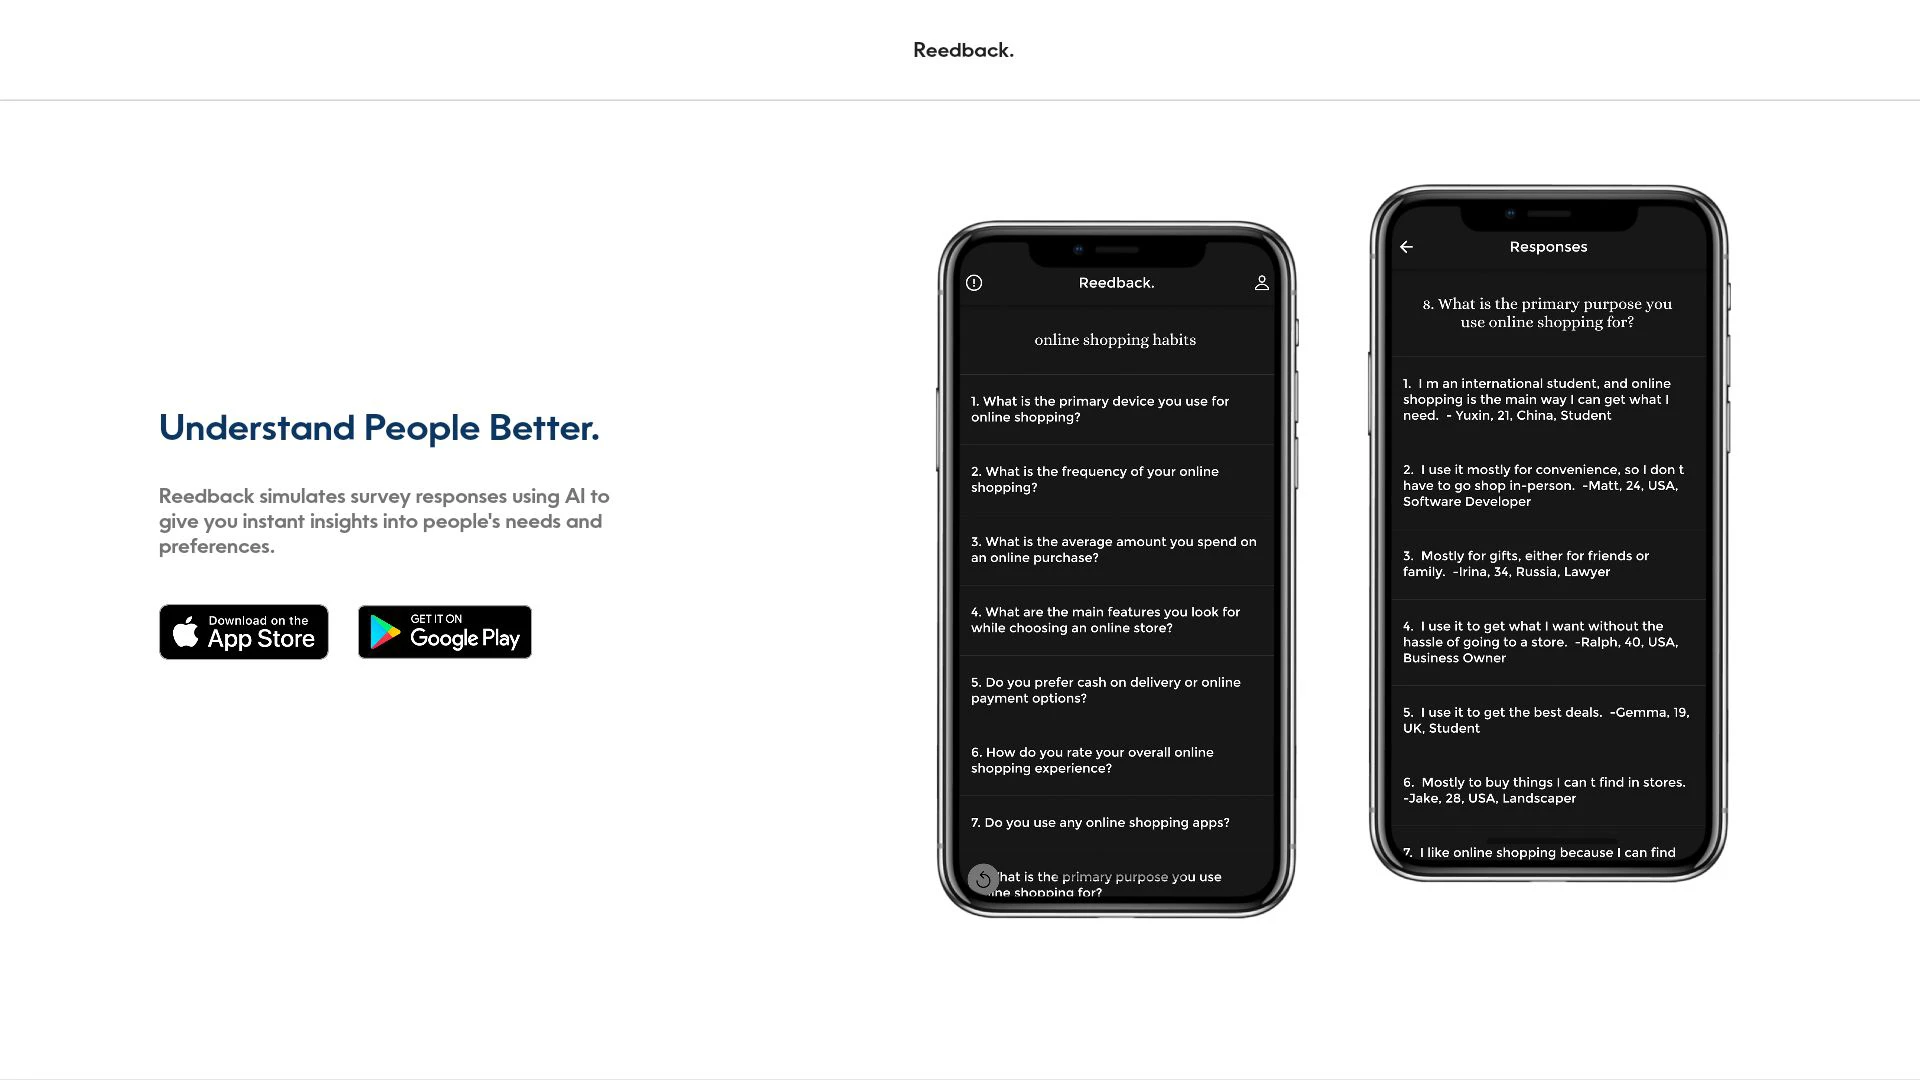 Reedback.
Understand People Better.
Reedback simulates survey responses using AI to
give you instant insights into people's needs and
preferences.
Download on the
App Store
GET IT ON
Google Play
Reedback.
online shopping habits
1. What is the primary device you use for
online shopping?
2. What is the frequency of your online
shopping?
3. What is the average amount you spend on
an online purchase?
4. What are the main features you look for
while choosing an online store?
5. Do you prefer cash on delivery or online
payment options?
6. How do you rate your overall online
shopping experience?
7. Do you use any online shopping apps?
hat is the primary purpose you use
ine shopping for?
Responses
8. What is the primary purpose you
use online shopping for?
1. I m an international student, and online
shopping is the main way I can get what I
need. - Yuxin, 21, China, Student
2. I use it mostly for convenience, so I don t
have to go shop in-person. -Matt, 24, USA,
Software Developer
3. Mostly for gifts, either for friends or
family. -Irina, 34, Russia, Lawyer
4. I use it to get what I want without the
hassle of going to a store. -Ralph, 40, USA,
Business Owner
5. I use it to get the best deals. -Gemma, 19,
UK, Student
6. Mostly to buy things I can t find in stores.
-Jake, 28, USA, Landscaper
7. I like online shopping because I can find